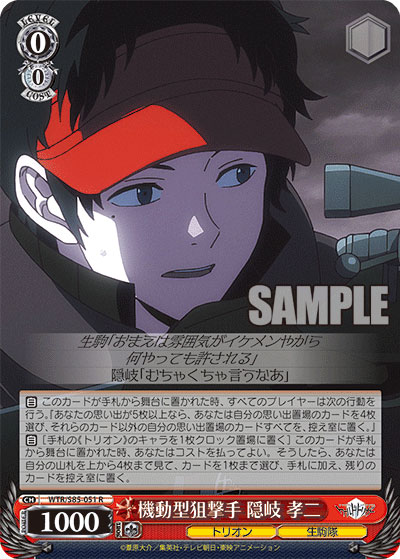 LEVEL
0
0
COST
SAMPLE
生駒「おまえは雰囲気がイケメンやから
何やっても許される」
隠岐「むちゃくちゃ言うなあ」
自 このカードが手札から舞台に置かれた時、すべてのプレイヤーは次の行動を行う。『あなたの思い出が5枚以上なら、あなたは自分の思い出置場のカードを4枚選び、それらのカード以外の自分の思い出置場のカードすべてを、控え室に置く。』
自 [手札の《トリオン》のキャラを1枚クロック置場に置く] このカードが手札から舞台に置かれた時、あなたはコストを払ってよい。そうしたら、あなたは自分の山札を上から4枚まで見て、カードを1枚まで選び、手札に加え、残りのカードを控え室に置く。
CH WTR/S85-051 R
機動型狙撃手 隠岐 孝二
1000
トリオン
生駒隊
©葦原大介／集英社・テレビ朝日・東映アニメーション